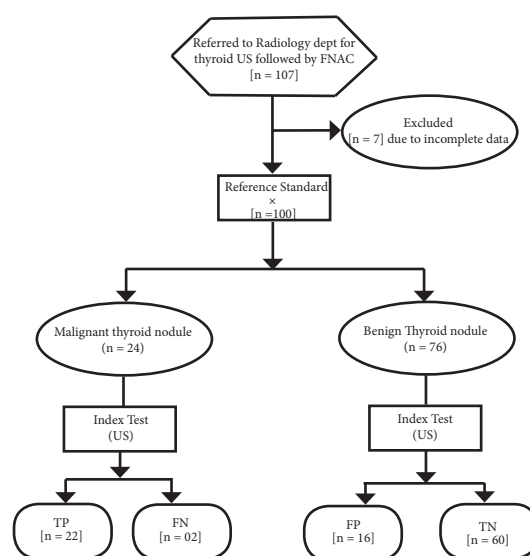 Referred to Radiology dept for
thyroid US followed by FNAC
[n = 107]
Excluded
[n = 7] due to incomplete data
Reference Standard
×
[n =100]
Malignant thyroid nodule
(n = 24)
Benign Thyroid nodule
(n = 76)
Index Test
(US)
Index Test
(US)
TP
[n = 22]
FN
[n = 02]
FP
[n = 16]
TN
[n = 60]